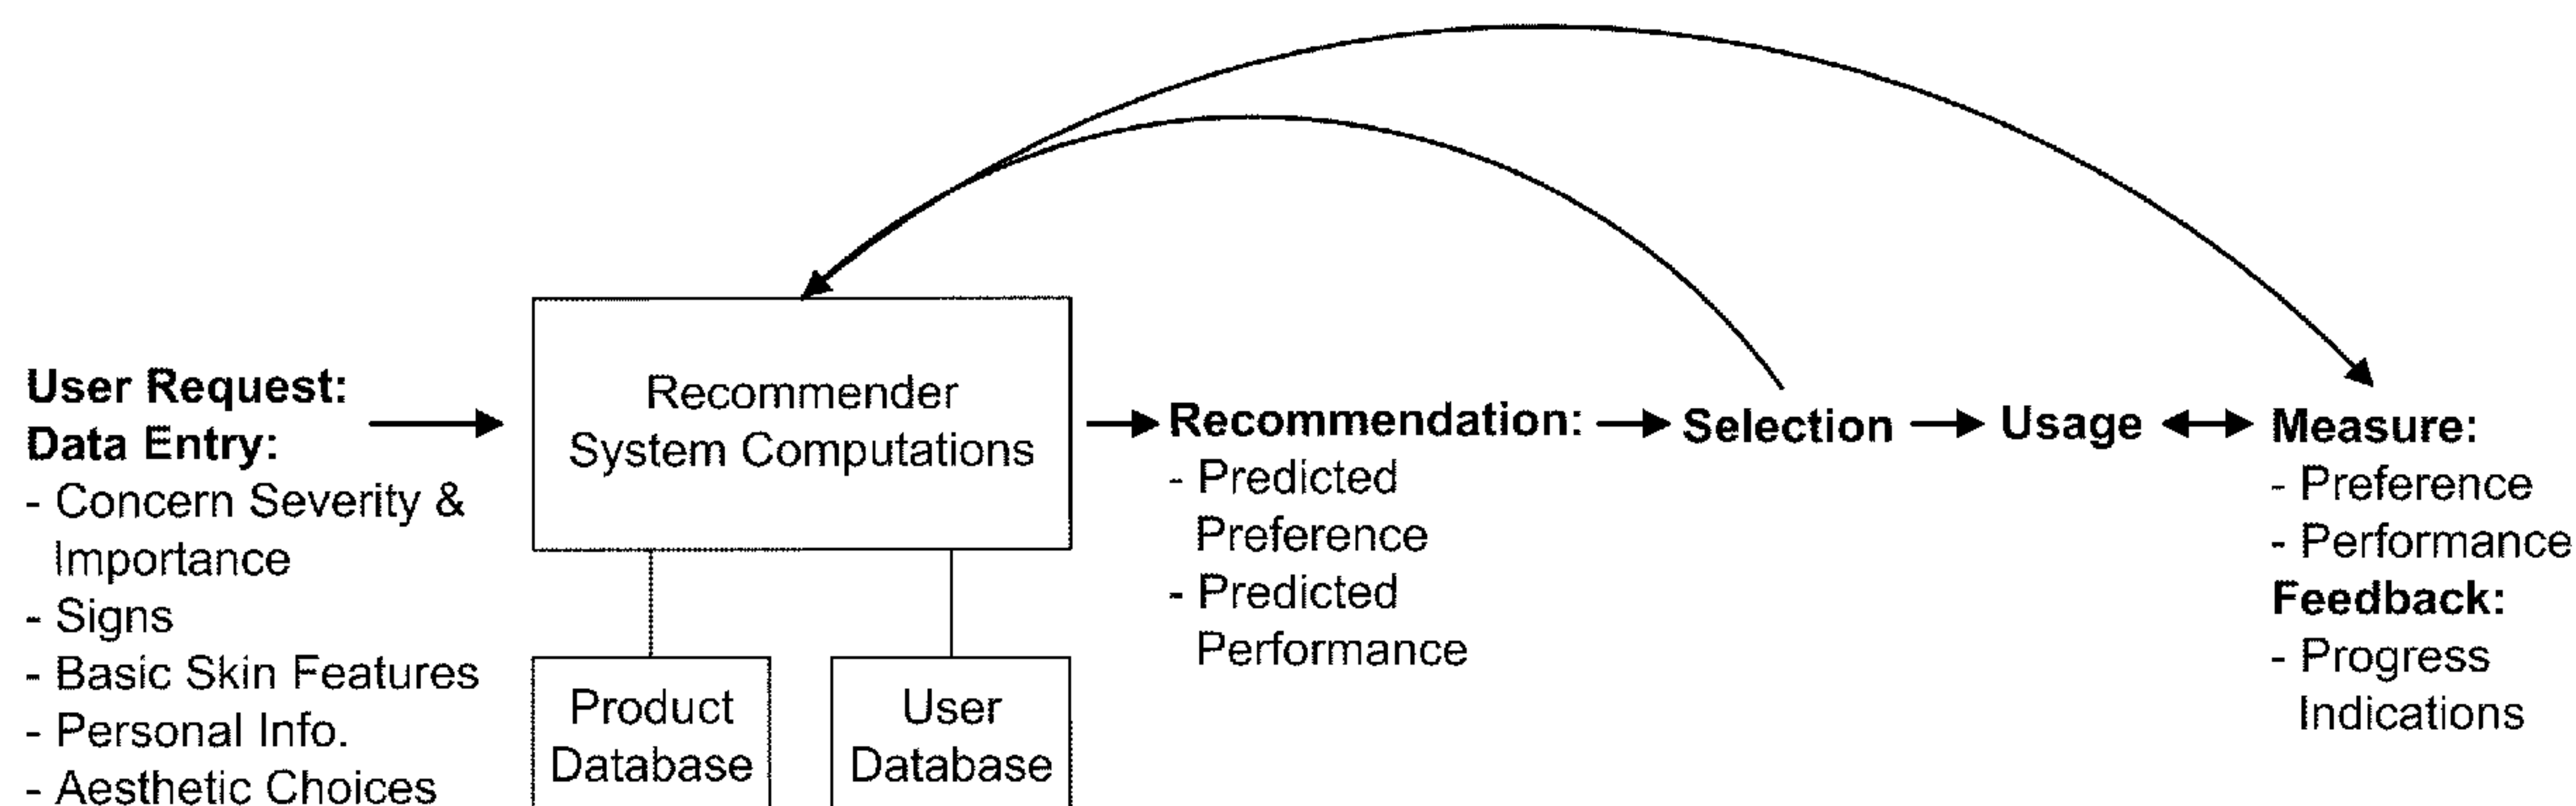 User Request:
Data Entry:
- Concern Severity &
Importance
- Signs
- Basic Skin Features
- Personal Info.
- Aesthetic Choices
Recommender
System Computations
Product
Database
User
Database
Recommendation:
- Predicted
Preference
- Predicted
Performance
Selection
Usage
Measure:
- Preference
- Performance
Feedback:
- Progress
Indications